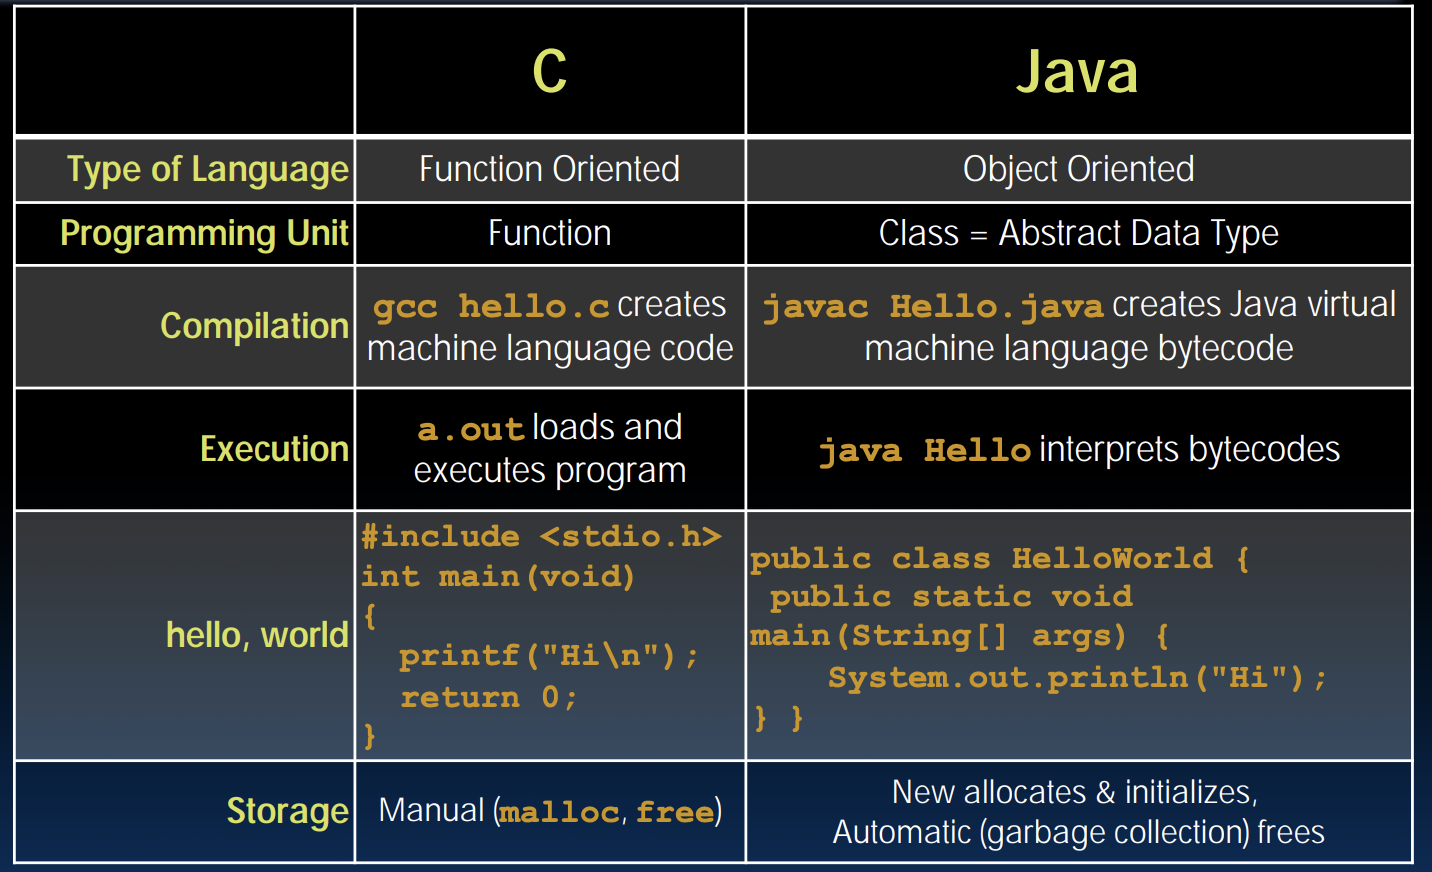 C
Java
Type of Language
Function Oriented
Object Oriented
Programming Unit
Function
Class = Abstract Data Type
Compilation
gcc hello.c creates
machine language code
javac Hello.java creates Java virtual
machine language bytecode
Execution
a.out loads and
executes program
java Hello interprets bytecodes
hello, world
#include <stdio.h>
int main(void)
{
  printf("Hi\n");
  return 0;
}
public class HelloWorld {
 public static void
main(String[] args) {
    System.out.println("Hi");
} }
Storage
Manual (malloc, free)
New allocates & initializes,
Automatic (garbage collection) frees